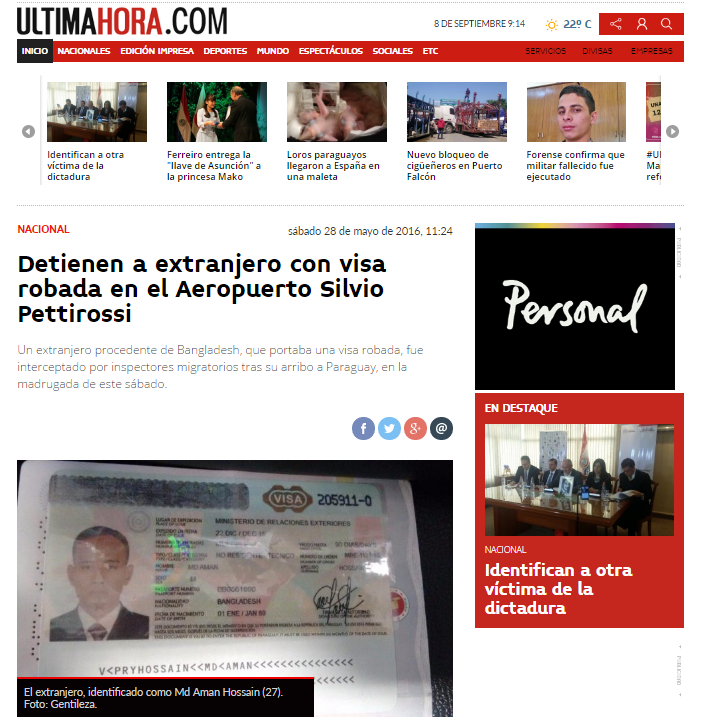 ULTIMAHORA.COM
8 DE SEPTIEMBRE 9:14
22º C
INICIO NACIONALES EDICIÓN IMPRESA DEPORTES MUNDO ESPECTÁCULOS SOCIALES ETC SERVICIOS DIVISAS EMPRESAS
Identifican a otra
víctima de la
dictadura
Ferreiro entrega la
"llave de Asunción" a
la princesa Mako
Loros paraguayos
llegaron a España en
una maleta
Nuevo bloqueo de
cigüeñeros en Puerto
Falcón
Forense confirma que
militar fallecido fue
ejecutado
NACIONAL
sábado 28 de mayo de 2016, 11:24
Detienen a extranjero con visa
robada en el Aeropuerto Silvio
Pettirossi
Un extranjero procedente de Bangladesh, que portaba una visa robada, fue
interceptado por inspectores migratorios tras su arribo a Paraguay, en la
madrugada de este sábado.
VISA
205911-0
MINISTERIO DE RELACIONES EXTERIORES
MD AMAN
BANGLADESH
01 ENE / JAN 89
V<PRYHOSSAIN<<MD<AMAN<<<<<<<<<<<<<<<
El extranjero, identificado como Md Aman Hossain (27).
Foto: Gentileza.
PUBLICIDAD
Personal
EN DESTAQUE
NACIONAL
Identifican a otra
víctima de la
dictadura
PUBLICIDAD